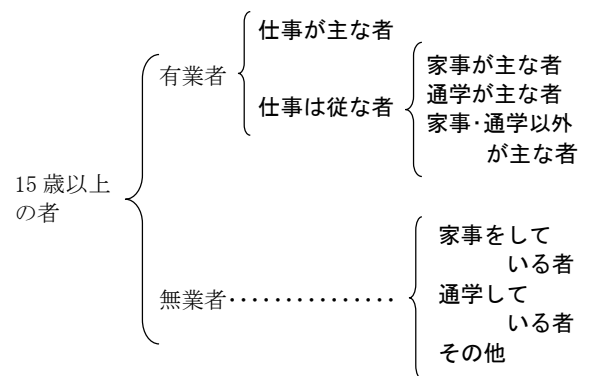 15 歳以上
の者
有業者
仕事が主な者
仕事は従な者
家事が主な者
通学が主な者
家事・通学以外
が主な者
無業者・・・・・・・・・・・・・・・
家事をして
いる者
通学して
いる者
その他